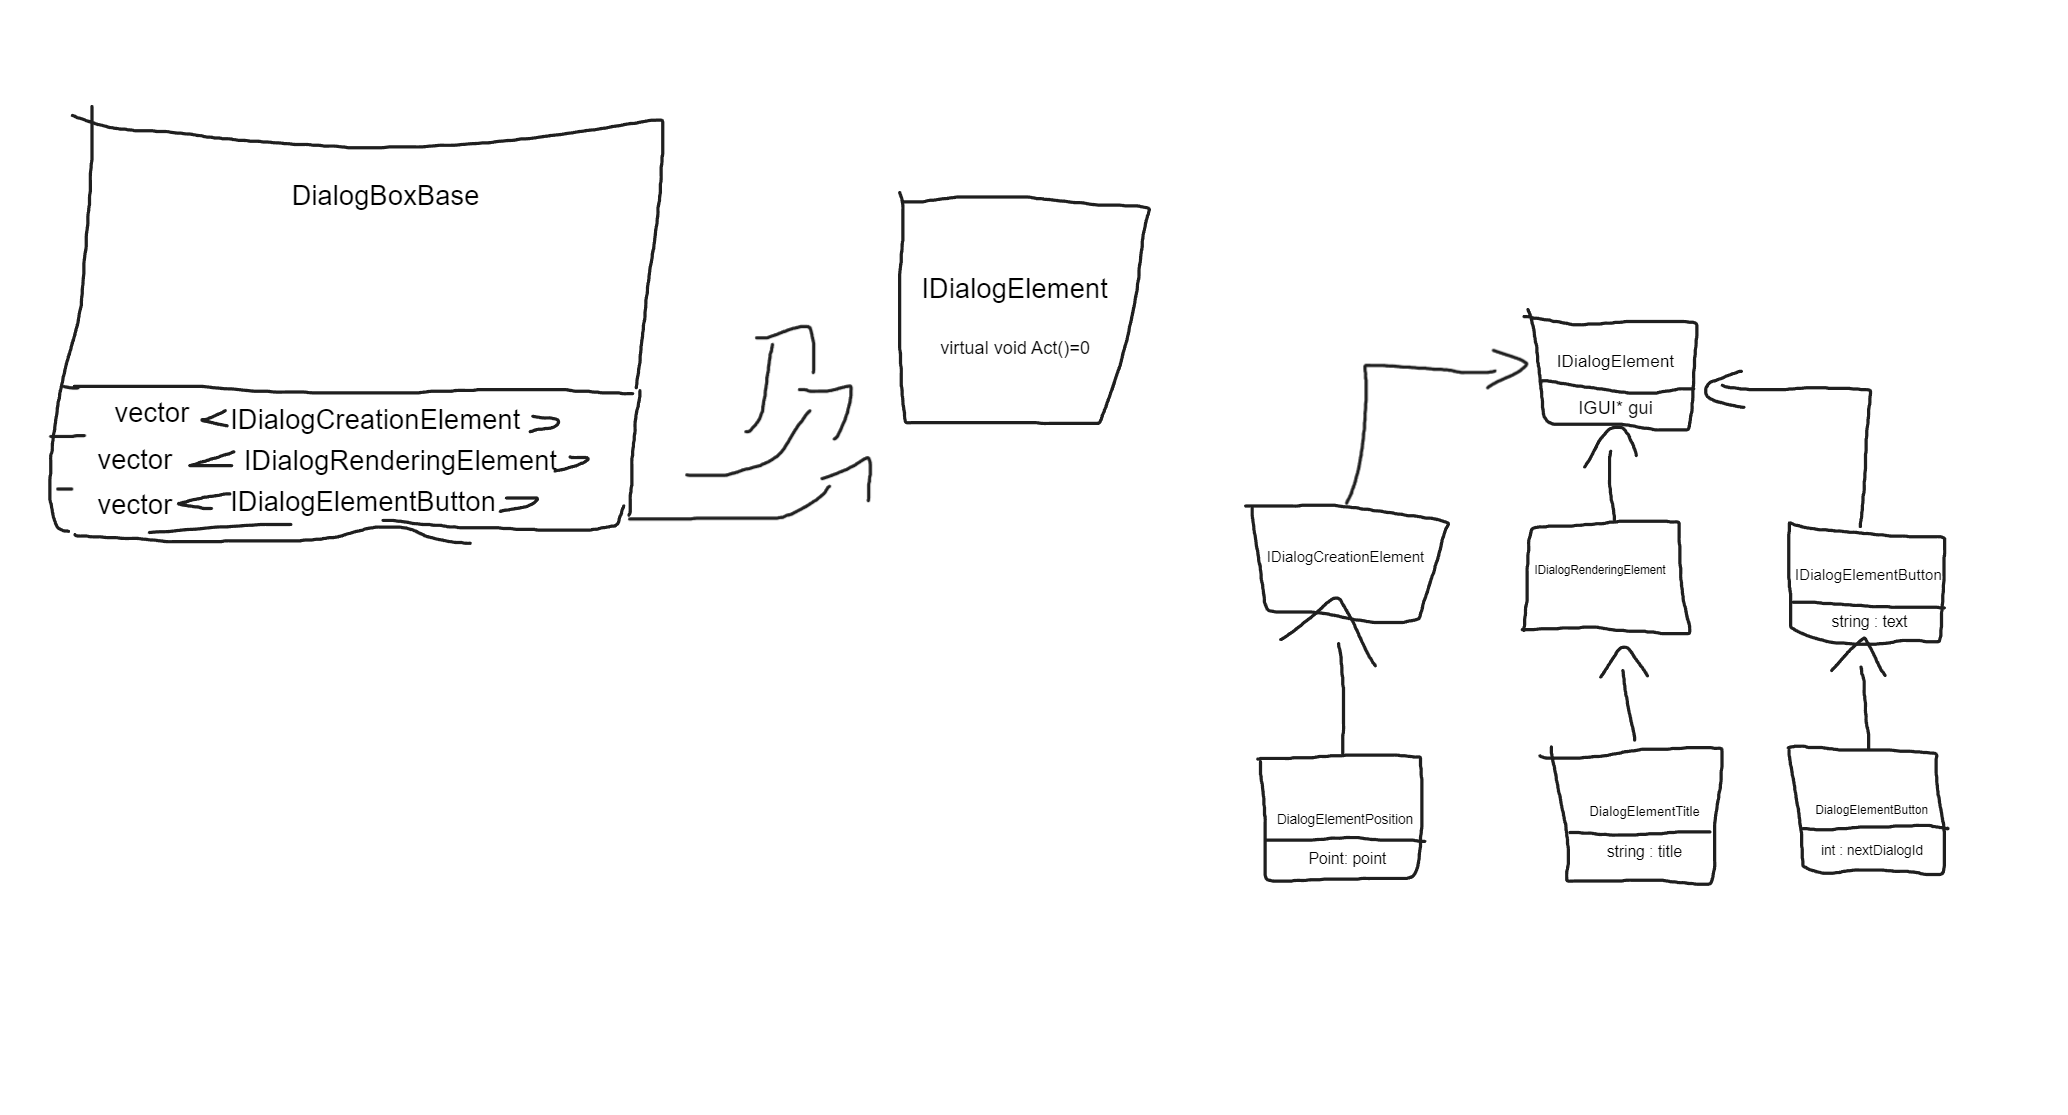 DialogBoxBase
vector <IDialogCreationElement>
vector < IDialogRenderingElement>
vector <IDialogElementButton>
IDialogElement
virtual void Act()=0
IDialogElement
IGUI* gui
IDialogCreationElement
IDialogRenderingElement
IDialogElementButton
string : text
DialogElementPosition
Point: point
DialogElementTitle
string : title
DialogElementButton
int : nextDialogId